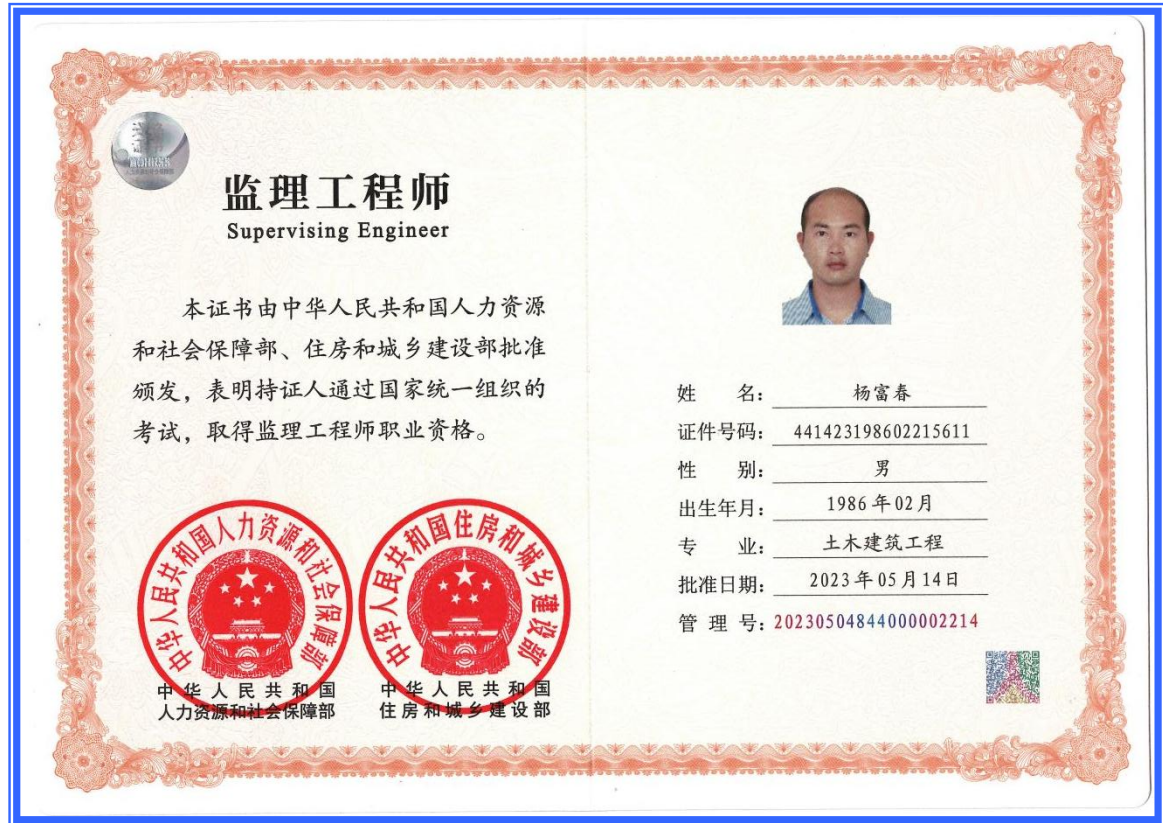 监理工程师
Supervising Engineer
本证书由中华人民共和国人力资源
和社会保障部、住房和城乡建设部批准
颁发，表明持证人通过国家统一组织的
考试，取得监理工程师职业资格。
中华人民共和国人力资源和社会保障部
中华人民共和国住房和城乡建设部
中华人民共和国
人力资源和社会保障部
中华人民共和国
住房和城乡建设部
姓 名： 杨富春
证件号码： 441423198602215611
性 别： 男
出生年月： 1986年02月
专 业： 土木建筑工程
批准日期： 2023年05月14日
管 理 号：20230504844000002214